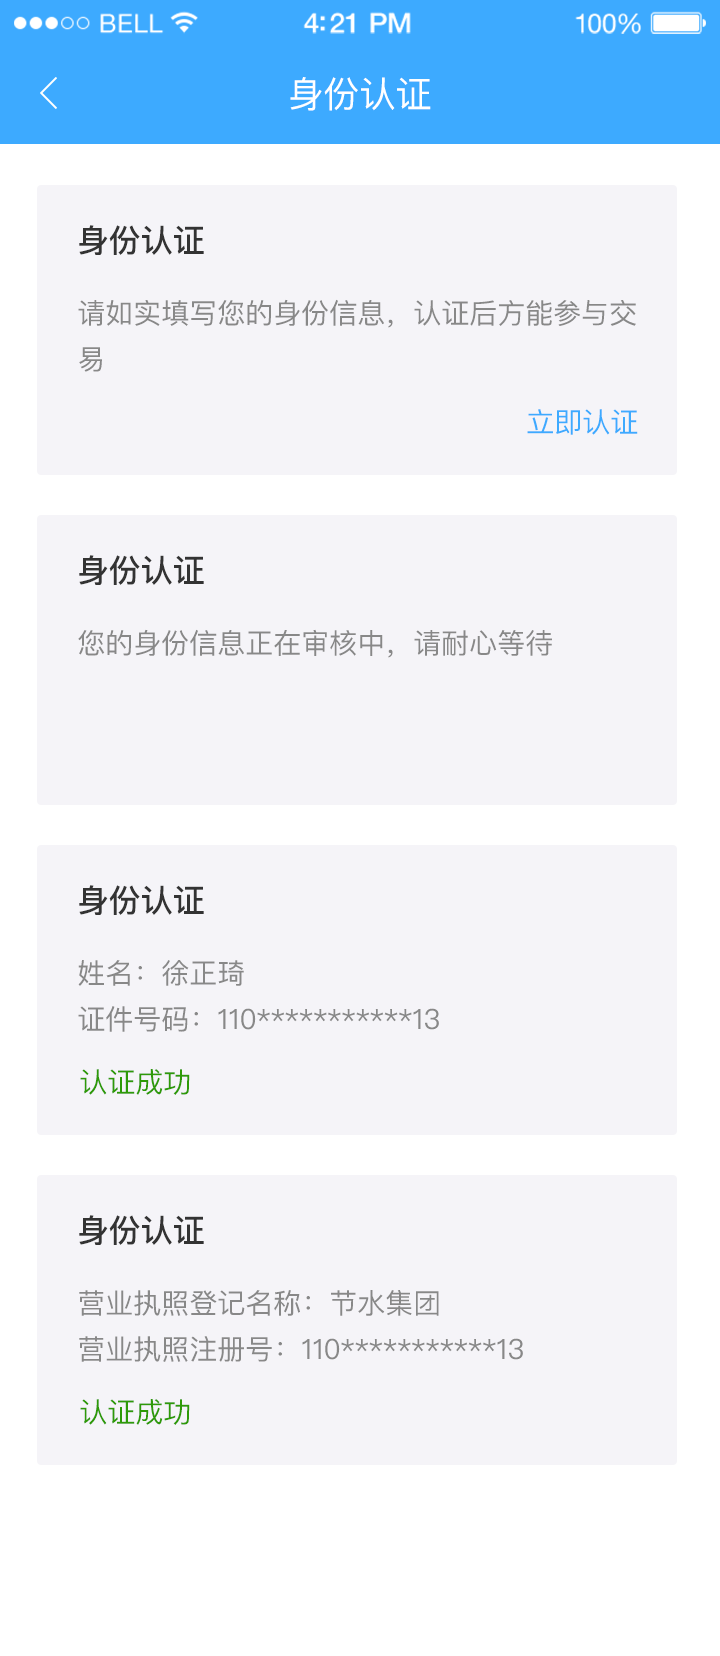 BELL 4:21 PM 100%
身份认证
身份认证
请如实填写您的身份信息，认证后方能参与交
易
立即认证
身份认证
您的身份信息正在审核中，请耐心等待
身份认证
姓名：徐正琦
证件号码：110***********13
认证成功
身份认证
营业执照登记名称：节水集团
营业执照注册号：110***********13
认证成功